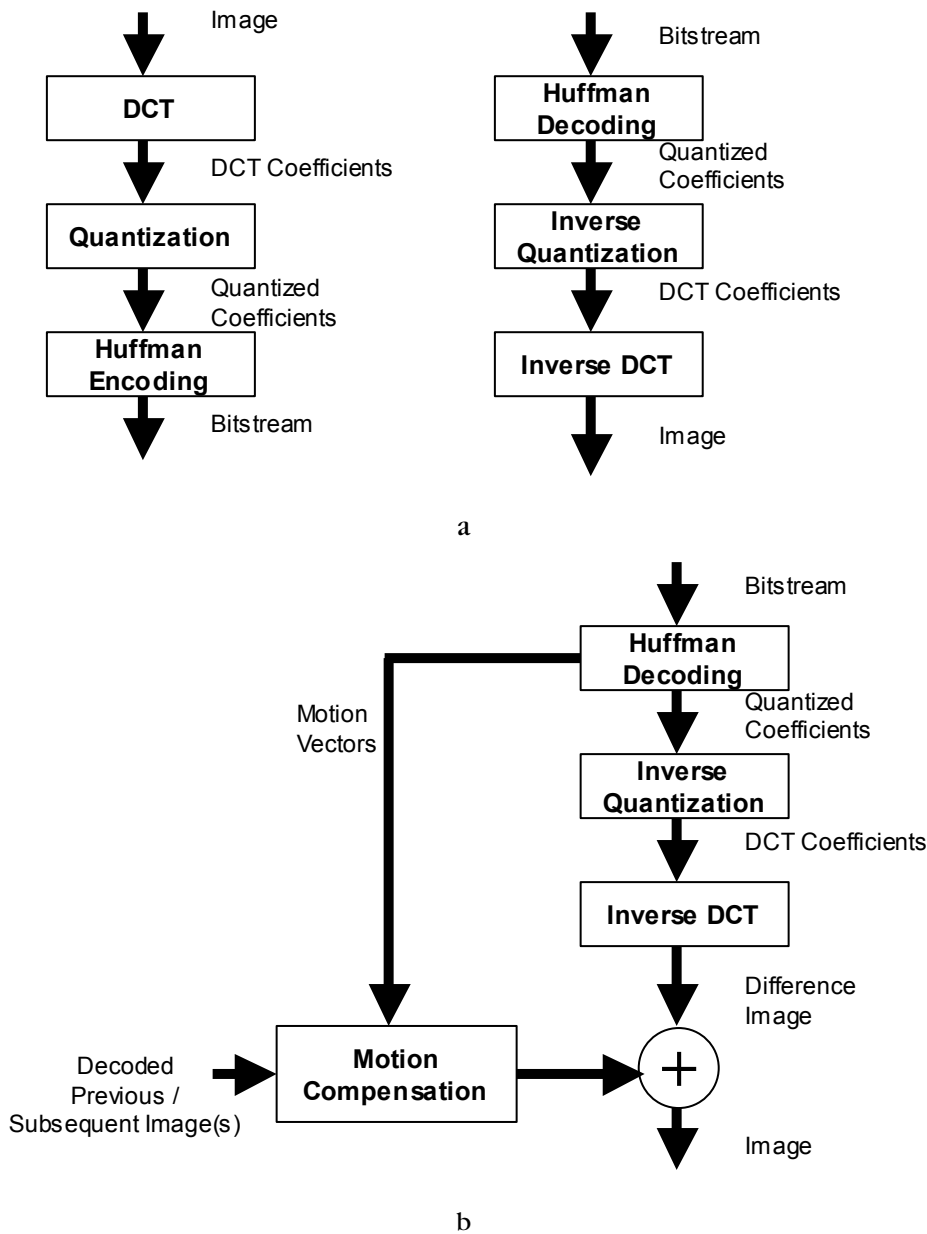 Image
DCT
DCT Coefficients
Quantization
Quantized
Coefficients
Huffman
Encoding
Bitstream
Bitstream
Huffman
Decoding
Quantized
Coefficients
Inverse
Quantization
DCT Coefficients
Inverse DCT
Image
a
Bitstream
Huffman
Decoding
Motion
Vectors
Quantized
Coefficients
Inverse
Quantization
DCT Coefficients
Inverse DCT
Difference
Image
Decoded
Previous /
Subsequent Image(s)
Motion
Compensation
+
Image
b